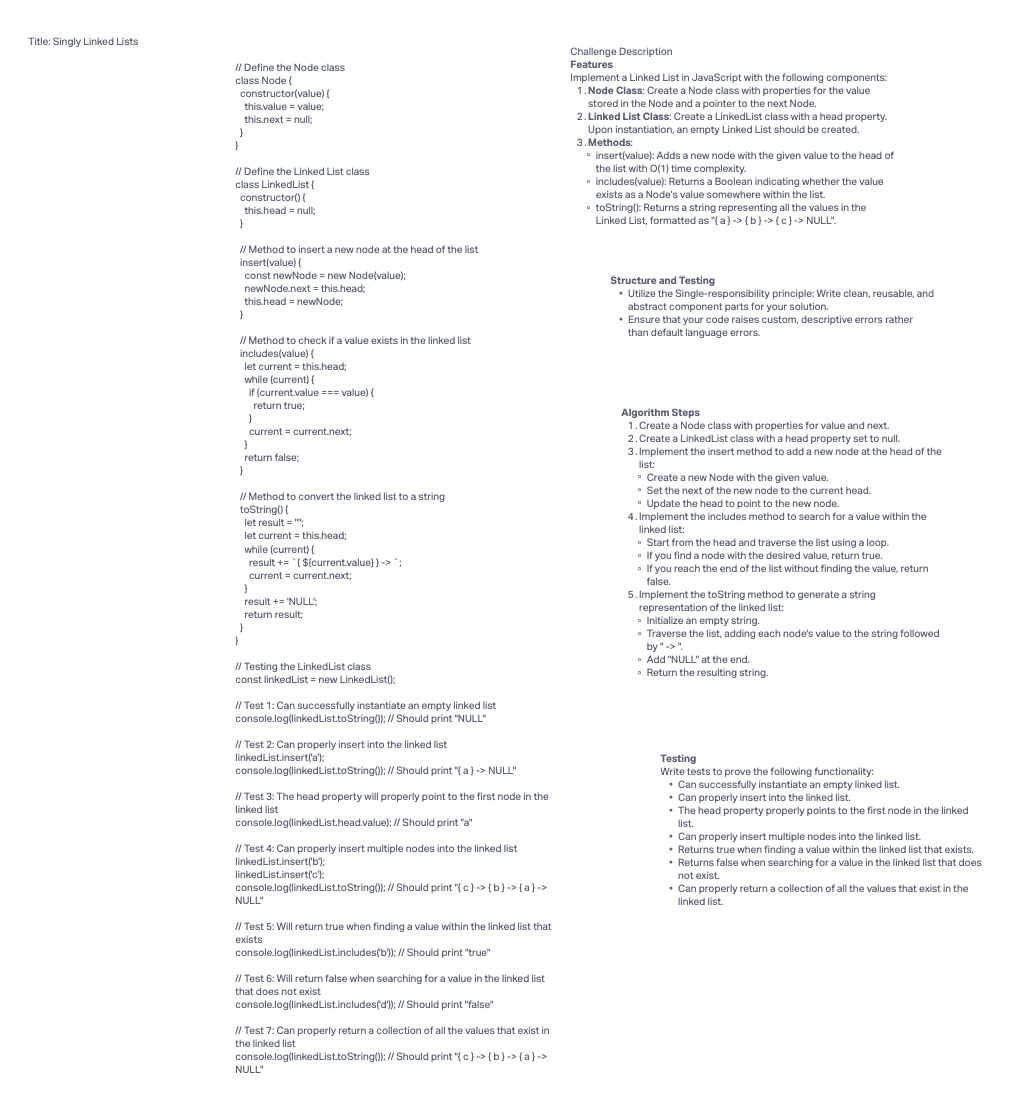 Title: Singly Linked Lists
// Define the Node class
class Node {
constructor(value) {
this.value = value;
this.next = null;
}
}
// Define the Linked List class
class LinkedList {
constructor() {
this.head = null;
}
// Method to insert a new node at the head of the list
insert(value) {
const newNode = new Node(value);
newNode.next = this.head;
this.head = newNode;
}
// Method to check if a value exists in the linked list
includes(value) {
let current = this.head;
while (current) {
if (current.value === value) {
return true;
}
current = current.next;
}
return false;
}
// Method to convert the linked list to a string
toString() {
let result = "";
let current = this.head;
while (current) {
result += `{ ${current.value} } -> `;
current = current.next;
}
result += 'NULL';
return result;
}
}
// Testing the LinkedList class
const linkedList = new LinkedList();
// Test 1: Can successfully instantiate an empty linked list
console.log(linkedList.toString()); // Should print "NULL"
// Test 2: Can properly insert into the linked list
linkedList.insert('a');
console.log(linkedList.toString()); // Should print "{ a } -> NULL"
// Test 3: The head property will properly point to the first node in the
linked list
console.log(linkedList.head.value); // Should print "a"
// Test 4: Can properly insert multiple nodes into the linked list
linkedList.insert('b');
linkedList.insert('c');
console.log(linkedList.toString()); // Should print "{ c } -> { b } -> { a } ->
NULL"
// Test 5: Will return true when finding a value within the linked list that
exists
console.log(linkedList.includes('b')); // Should print "true"
// Test 6: Will return false when searching for a value in the linked list
that does not exist
console.log(linkedList.includes('d')); // Should print "false"
// Test 7: Can properly return a collection of all the values that exist in
the linked list
console.log(linkedList.toString()); // Should print "{ c } -> { b } -> { a } ->
NULL"
Challenge Description
Features
Implement a Linked List in JavaScript with the following components:
1. Node Class: Create a Node class with properties for the value
stored in the Node and a pointer to the next Node.
2. Linked List Class: Create a LinkedList class with a head property.
Upon instantiation, an empty Linked List should be created.
3. Methods:
◦ insert(value): Adds a new node with the given value to the head of
the list with O(1) time complexity.
◦ includes(value): Returns a Boolean indicating whether the value
exists as a Node's value somewhere within the list.
◦ toString(): Returns a string representing all the values in the
Linked List, formatted as "{ a } -> { b } -> { c } -> NULL".
Structure and Testing
• Utilize the Single-responsibility principle: Write clean, reusable, and
abstract component parts for your solution.
• Ensure that your code raises custom, descriptive errors rather
than default language errors.
Algorithm Steps
1. Create a Node class with properties for value and next.
2. Create a LinkedList class with a head property set to null.
3. Implement the insert method to add a new node at the head of the
list:
◦ Create a new Node with the given value.
◦ Set the next of the new node to the current head.
◦ Update the head to point to the new node.
4. Implement the includes method to search for a value within the
linked list:
◦ Start from the head and traverse the list using a loop.
◦ If you find a node with the desired value, return true.
◦ If you reach the end of the list without finding the value, return
false.
5. Implement the toString method to generate a string
representation of the linked list:
◦ Initialize an empty string.
◦ Traverse the list, adding each node's value to the string followed
by " -> ".
◦ Add "NULL" at the end.
◦ Return the resulting string.
Testing
Write tests to prove the following functionality:
• Can successfully instantiate an empty linked list.
• Can properly insert into the linked list.
• The head property properly points to the first node in the linked
list.
• Can properly insert multiple nodes into the linked list.
• Returns true when finding a value within the linked list that exists.
• Returns false when searching for a value in the linked list that does
not exist.
• Can properly return a collection of all the values that exist in the
linked list.